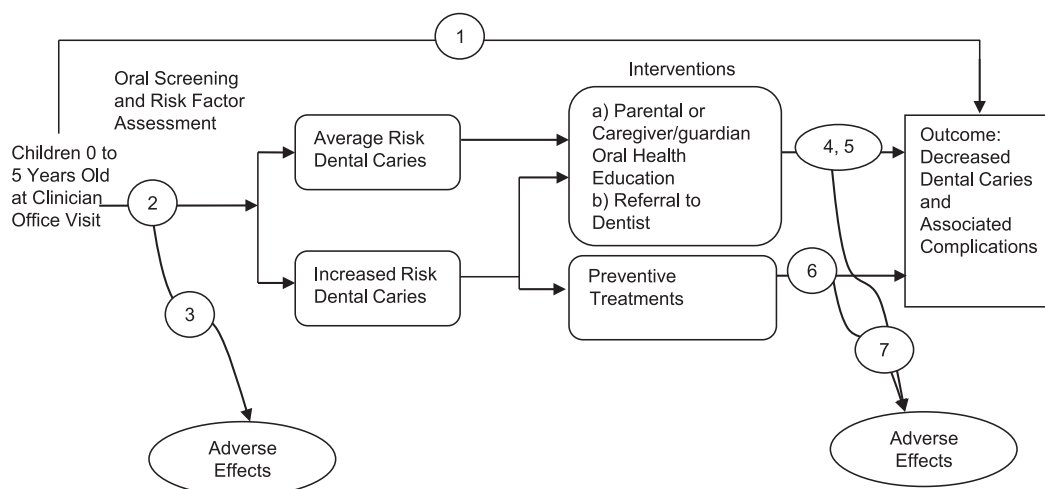 1
Oral Screening
and Risk Factor
Assessment
Children 0 to
5 Years Old
at Clinician
Office Visit
2
3
Adverse
Effects
Average Risk
Dental Caries
Increased Risk
Dental Caries
Interventions
a) Parental or
Caregiver/guardian
Oral Health
Education
b) Referral to
Dentist
Preventive
Treatments
4, 5
6
7
Outcome:
Decreased
Dental Caries
and
Associated
Complications
Adverse
Effects